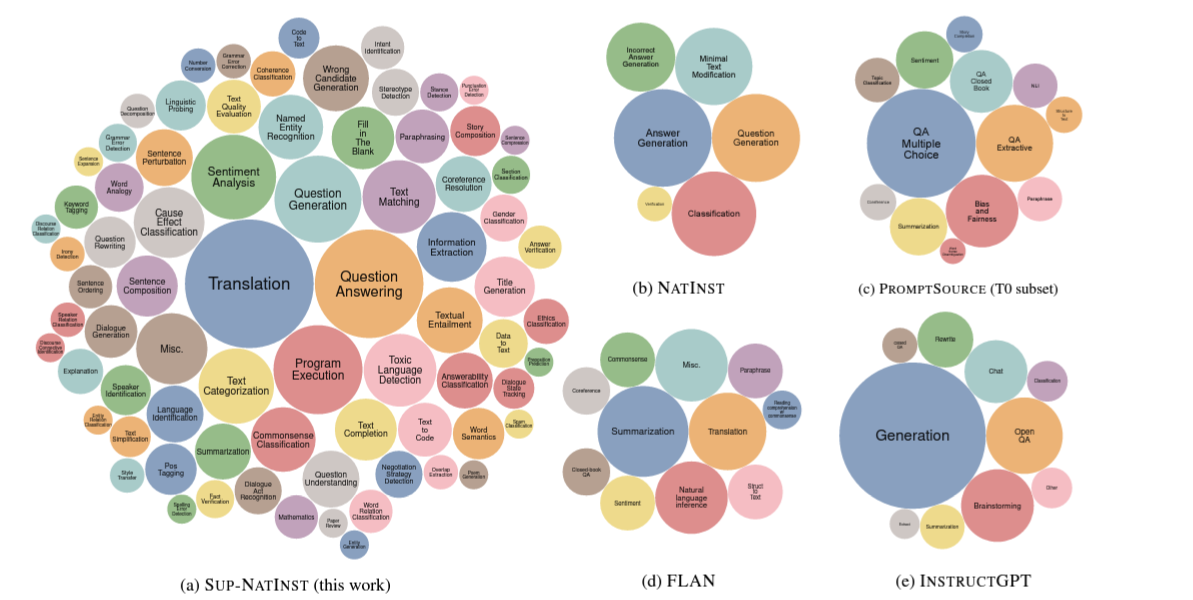 Code
to
Text
Intent
Identification
Number
Conversion
Grammar
Error
Correction
Coherence
Classification
Wrong
Candidate
Generation
Stereotype
Detection
Stance
Detection
Punctuation
Error
Detection
Question
Decomposition
Linguistic
Probing
Text
Quality
Evaluation
Named
Entity
Recognition
Fill
in
The
Blank
Paraphrasing
Story
Composition
Sentence
Compression
Grammar
Error
Detection
Sentence
Expansion
Sentence
Perturbation
Word
Analogy
Sentiment
Analysis
Question
Generation
Text
Matching
Coreference
Resolution
Section
Classification
Keyword
Tagging
Discourse
Relation
Classification
Cause
Effect
Classification
Question
Rewriting
Irony
Detection
Gender
Classification
Information
Extraction
Answer
Verification
Sentence
Ordering
Sentence
Composition
Translation
Question
Answering
Title
Generation
Speaker
Relation
Classification
Dialogue
Generation
Misc.
Textual
Entailment
Ethics
Classification
Data
to
Text
Discourse
Connective
Identification
Explanation
Program
Execution
Toxic
Language
Detection
Preposition
Prediction
Speaker
Identification
Text
Categorization
Answerability
Classification
Dialogue
State
Tracking
Entity
Relation
Classification
Language
Identification
Text
Simplification
Commonsense
Classification
Text
Completion
Text
to
Code
Word
Semantics
Spam
Classification
Summarization
Style
Transfer
Pos
Tagging
Question
Understanding
Negotiation
Strategy
Detection
Overlap
Extraction
Poem
Generation
Fact
Verification
Dialogue
Act
Recognition
Spelling
Error
Detection
Mathematics
Paper
Review
Word
Relation
Classification
Entity
Generation
(a) SUP-NATINST (this work)
Incorrect
Answer
Generation
Minimal
Text
Modification
Answer
Generation
Question
Generation
Verification
Classification
(b) NATINST
Sentiment
Topic
Classification
QA
Closed
Book
NLI
Structure
to
Text
QA
Multiple
Choice
QA
Extractive
Coreference
Summarization
Bias
and
Fairness
Paraphrase
(c) PROMPTSOURCE (T0 subset)
Commonsense
Misc.
Paraphrase
Coreference
Reading
comprehension
w/
commonsense
Summarization
Translation
Closed-book
QA
Sentiment
Natural
language
inference
Struct
to
Text
(d) FLAN
closed
QA
Rewrite
Chat
Classification
Generation
Open
QA
Brainstorming
Other
Extract
Summarization
(e) INSTRUCTGPT